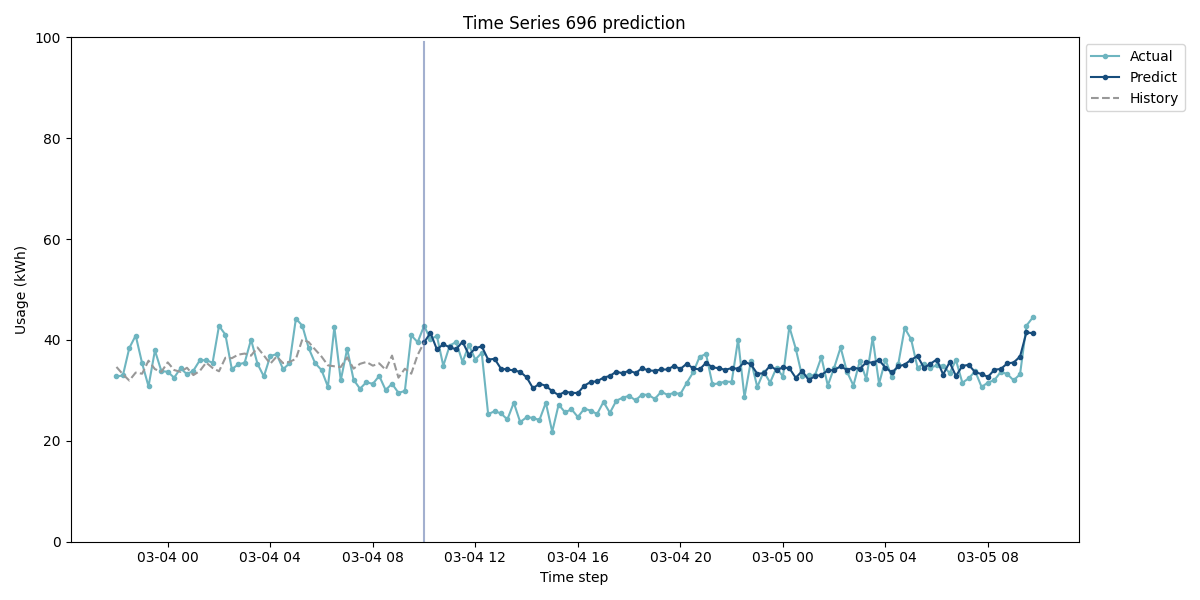 Time Series 696 prediction
Usage (kWh)
100
80
60
40
20
0
03-04 00
03-04 04
03-04 08
03-04 12
03-04 16
03-04 20
03-05 00
03-05 04
03-05 08
Time step
Actual
Predict
History